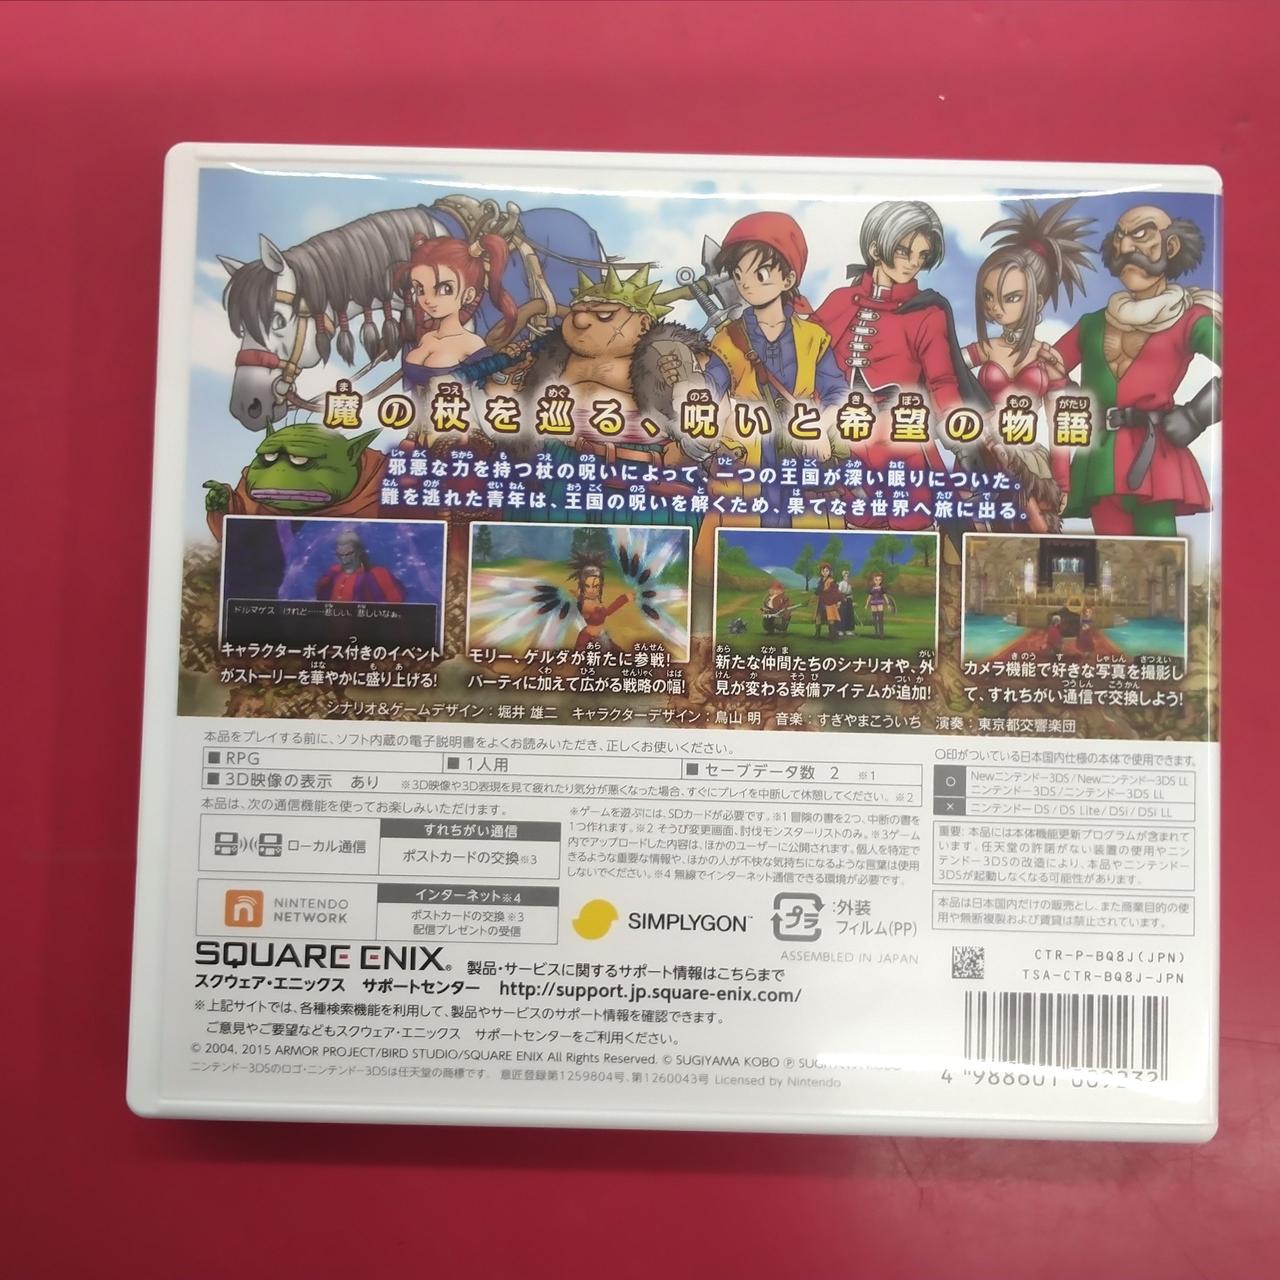 魔の杖を巡る、呪いと希望の物語
邪悪な力を持つ杖の呪いによって、一つの王国が深い眠りについた。
難を逃れた青年は、王国の呪いを解くため、果てなき世界へ旅に出る。
ドルマゲス けれど……悲しい。悲しいなぁ。
キャラクターボイス付きのイベント
がストーリーを華やかに盛り上げる!
モリー、ゲルダが新たに参戦!
パーティに加えて広がる戦略の幅!
新たな仲間たちのシナリオや、外
見が変わる装備アイテムが追加!
カメラ機能で好きな写真を撮影し
て、すれちがい通信で交換しよう!
シナリオ&ゲームデザイン:堀井 雄二 キャラクターデザイン:鳥山 明 音楽:すぎやまこういち 演奏:東京都交響楽団
本品をプレイする前に、ソフト内蔵の電子説明書をよくお読みいただき、正しくお使いください。
■RPG ■1人用 ■セーブデータ数 2 ※1
■3D映像の表示 あり ※3D映像や3D表現を見て疲れたり気分が悪くなった場合、すぐにプレイを中断して休憩してください。※2
本品は、次の通信機能を使ってお楽しみいただけます。
ローカル通信
すれちがい通信
ポストカードの交換※3
NINTENDO
NETWORK
インターネット※4
ポストカードの交換※3
配信プレゼントの受信
※ゲームを遊ぶには、SDカードが必要です。※1 冒険の書を2つ、中断の書を
1つ作れます。※2 そうび変更画面、討伐モンスターリストのみ。※3ゲーム
内でアップロードした内容は、ほかのユーザーに公開されます。個人を特定で
きるような重要な情報や、ほかの人が不快な気持ちになるような言葉は使用
しないでください。※4 無線でインターネット通信できる環境が必要です。
SIMPLYGON™
プラ
:外装
フィルム(PP)
ASSEMBLED IN JAPAN
○印がついている日本国内仕様の本体で使用できます。
○ Newニンテンドー3DS/Newニンテンドー3DS LL
ニンテンドー3DS/ニンテンドー3DS LL
× ニンテンドーDS/DS Lite/DSi/DSi LL
重要: 本品には本体機能更新プログラムが含まれて
います。任天堂の許諾がない装置の使用やニン
テンドー3DSの改造により、本品やニンテンドー
3DSが起動しなくなる可能性があります。
本品は日本国内だけの販売とし、また商業目的の使
用や無断複製および賃貸は禁止されています。
SQUARE ENIX® 製品・サービスに関するサポート情報はこちらまで
スクウェア・エニックス サポートセンター http://support.jp.square-enix.com/
※上記サイトでは、各種検索機能を利用して、製品やサービスのサポート情報を確認できます。
ご意見やご要望などもスクウェア・エニックス サポートセンターをご利用ください。
© 2004, 2015 ARMOR PROJECT/BIRD STUDIO/SQUARE ENIX All Rights Reserved. © SUGIYAMA KOBO ℗ SUGIYAMA KOBO
ニンテンドー3DSのロゴ・ニンテンドー3DSは任天堂の商標です。 意匠登録第1259804号、第1260043号 Licensed by Nintendo
CTR-P-BQ8J(JPN)
TSA-CTR-BQ8J-JPN
4 988601 009232